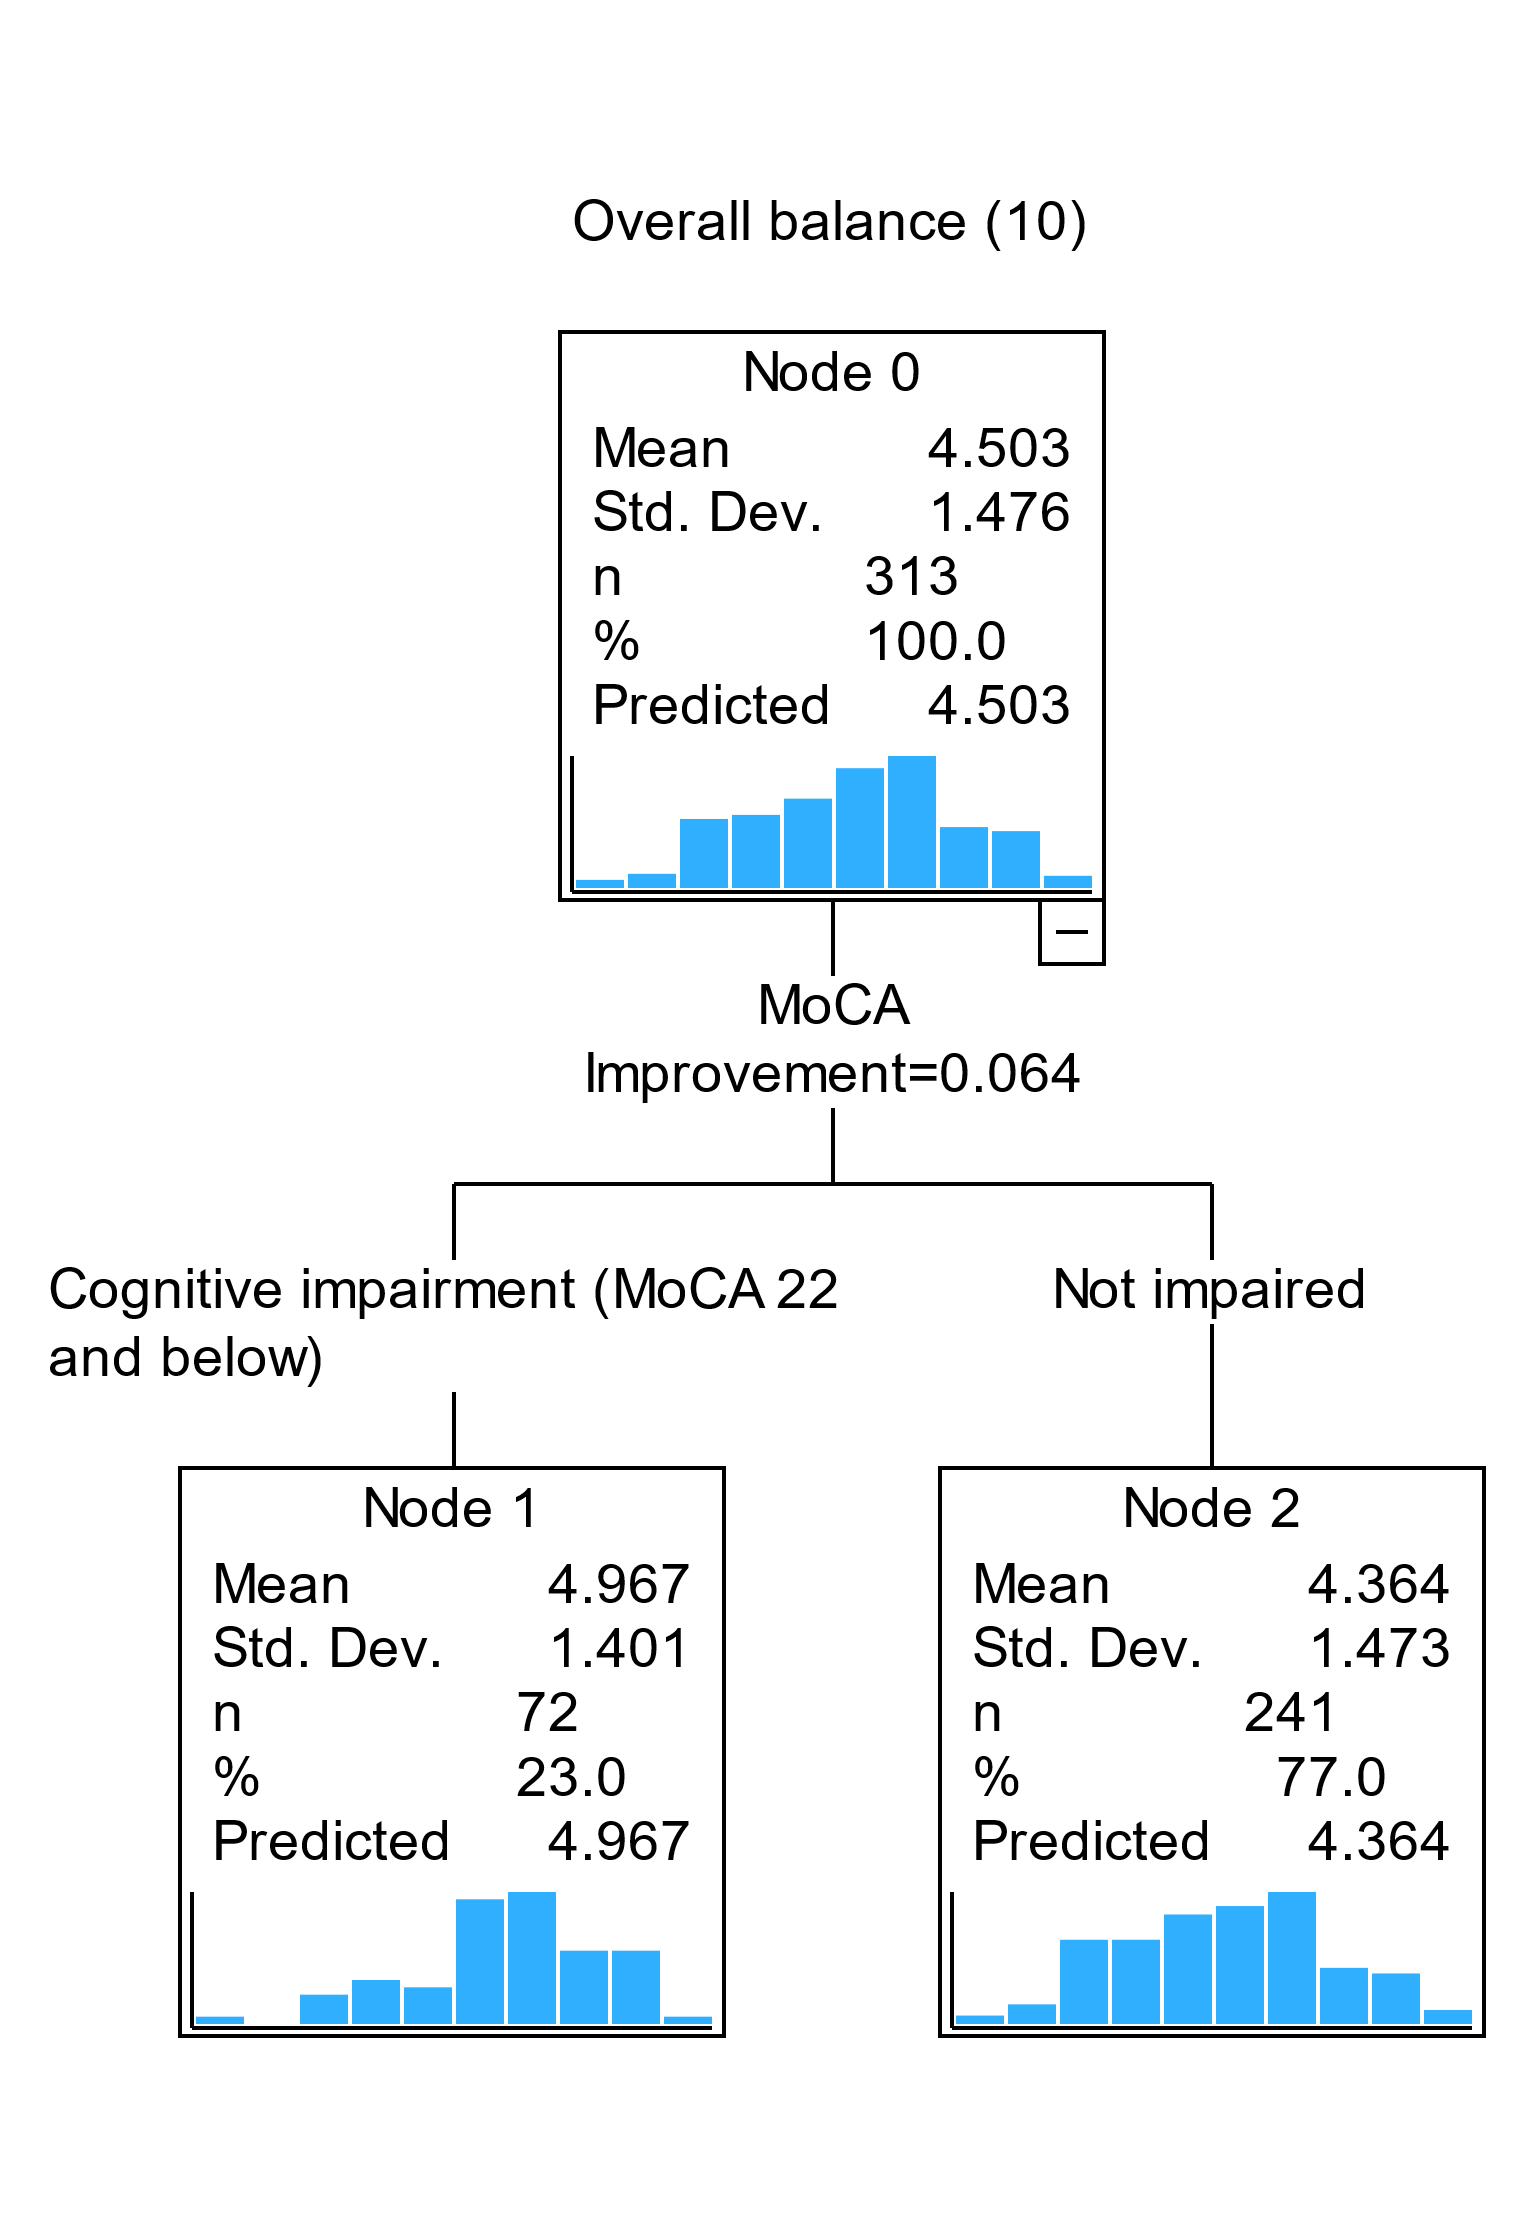 Overall balance (10)
Node 0
Mean 4.503
Std. Dev. 1.476
n 313
% 100.0
Predicted 4.503
MoCA
Improvement=0.064
Cognitive impairment (MoCA 22
and below)
Not impaired
Node 1
Mean 4.967
Std. Dev. 1.401
n 72
% 23.0
Predicted 4.967
Node 2
Mean 4.364
Std. Dev. 1.473
n 241
% 77.0
Predicted 4.364